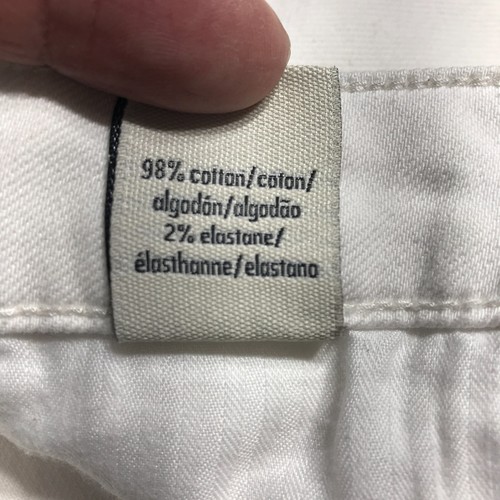 98% cotton/coton/
algodón/algodão
2% elastane/
élasthanne/elastano